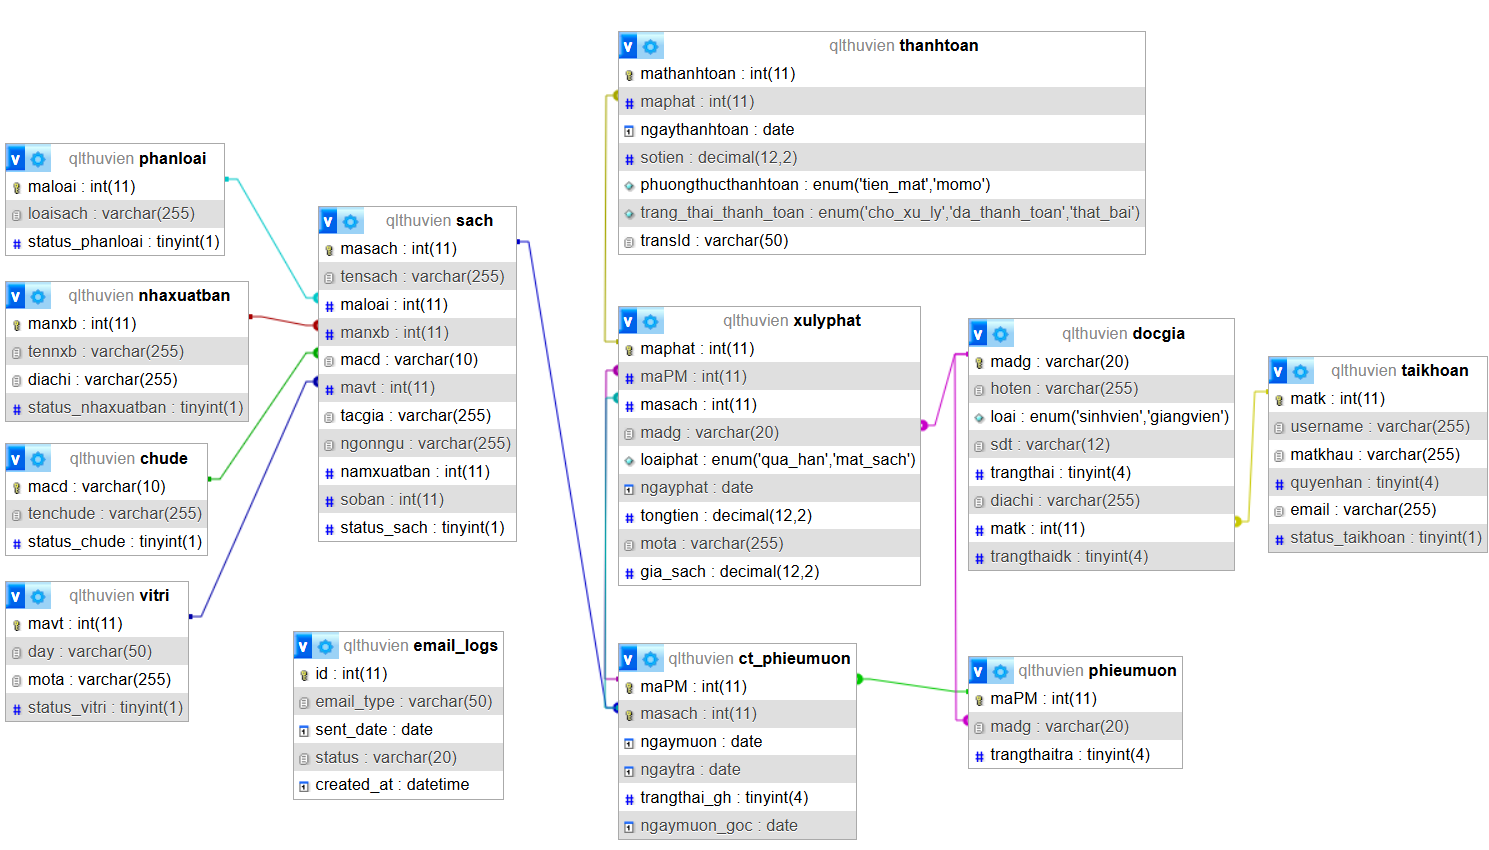 qlthuvien phanloai
maloai : int(11)
loaisach : varchar(255)
status_phanloai : tinyint(1)
qlthuvien nhaxuatban
manxb : int(11)
tennxb : varchar(255)
diachi : varchar(255)
status_nhaxuatban : tinyint(1)
qlthuvien chude
macd : varchar(10)
tenchude : varchar(255)
status_chude : tinyint(1)
qlthuvien vitri
mavt : int(11)
day : varchar(50)
mota : varchar(255)
status_vitri : tinyint(1)
qlthuvien sach
masach : int(11)
tensach : varchar(255)
maloai : int(11)
manxb : int(11)
macd : varchar(10)
mavt : int(11)
tacgia : varchar(255)
ngonngu : varchar(255)
namxuatban : int(11)
soban : int(11)
status_sach : tinyint(1)
qlthuvien email_logs
id : int(11)
email_type : varchar(50)
sent_date : date
status : varchar(20)
created_at : datetime
qlthuvien thanhtoan
mathanhtoan : int(11)
maphat : int(11)
ngaythanhtoan : date
sotien : decimal(12,2)
phuongthucthanhtoan : enum('tien_mat','momo')
trang_thai_thanh_toan : enum('cho_xu_ly','da_thanh_toan','that_bai')
transId : varchar(50)
qlthuvien xulyphat
maphat : int(11)
maPM : int(11)
masach : int(11)
madg : varchar(20)
loaiphat : enum('qua_han','mat_sach')
ngayphat : date
tongtien : decimal(12,2)
mota : varchar(255)
gia_sach : decimal(12,2)
qlthuvien ct_phieumuon
maPM : int(11)
masach : int(11)
ngaymuon : date
ngaytra : date
trangthai_gh : tinyint(4)
ngaymuon_goc : date
qlthuvien docgia
madg : varchar(20)
hoten : varchar(255)
loai : enum('sinhvien','giangvien')
sdt : varchar(12)
trangthai : tinyint(4)
diachi : varchar(255)
matk : int(11)
trangthaidk : tinyint(4)
qlthuvien phieumuon
maPM : int(11)
madg : varchar(20)
trangthaitra : tinyint(4)
qlthuvien taikhoan
matk : int(11)
username : varchar(255)
matkhau : varchar(255)
quyenhan : tinyint(4)
email : varchar(255)
status_taikhoan : tinyint(1)